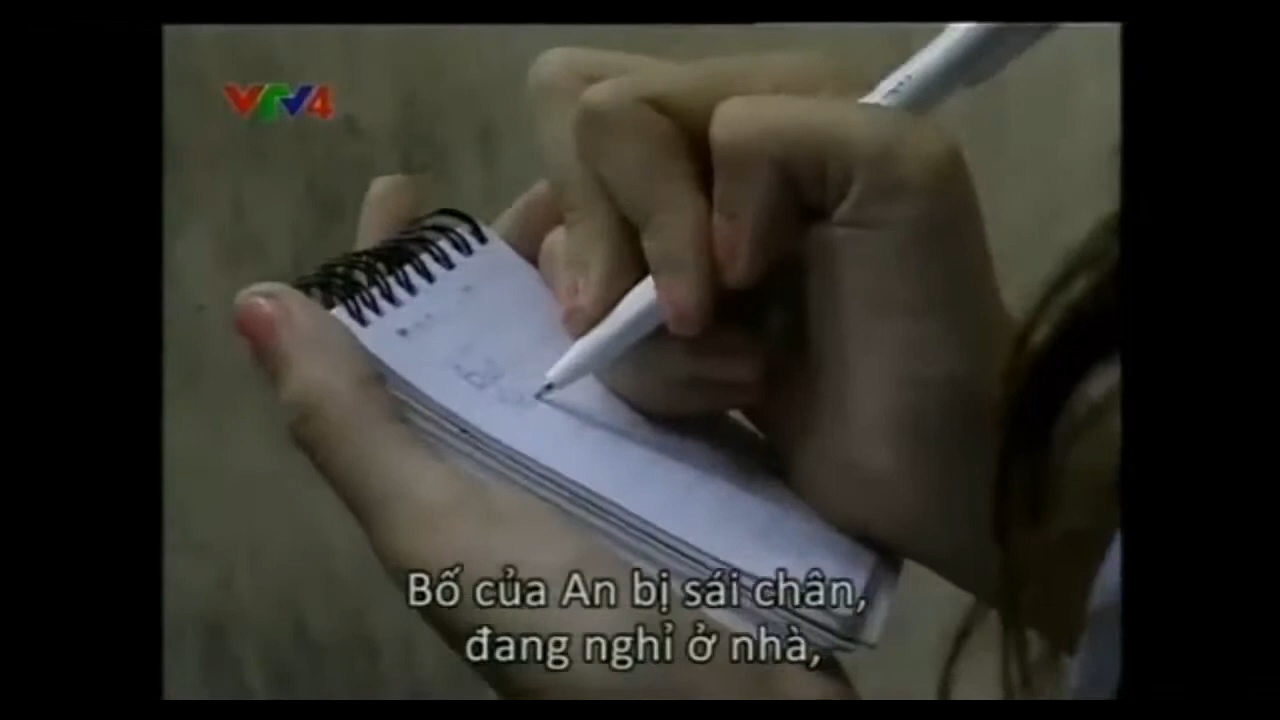 VTV4
Bố của An bị sái chân,
đang nghỉ ở nhà,